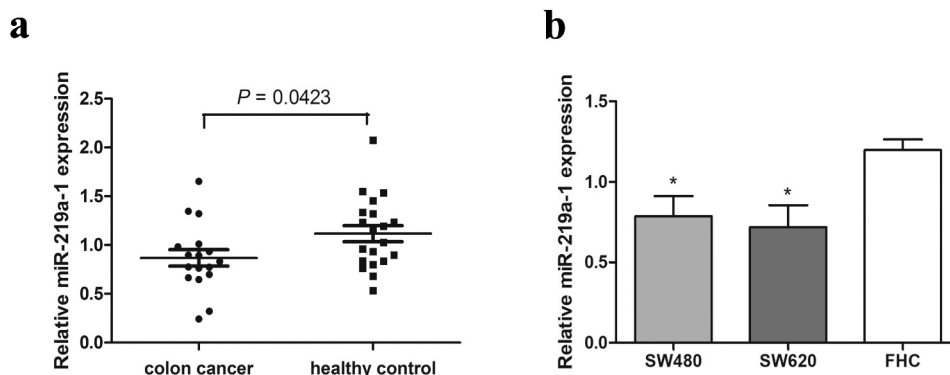 a
Relative miR-219a-1 expression
2.5
2.0
1.5
1.0
0.5
0.0
P = 0.0423
colon cancer
healthy control
b
Relative miR-219a-1 expression
1.5
1.0
0.5
0.0
*
*
SW480
SW620
FHC